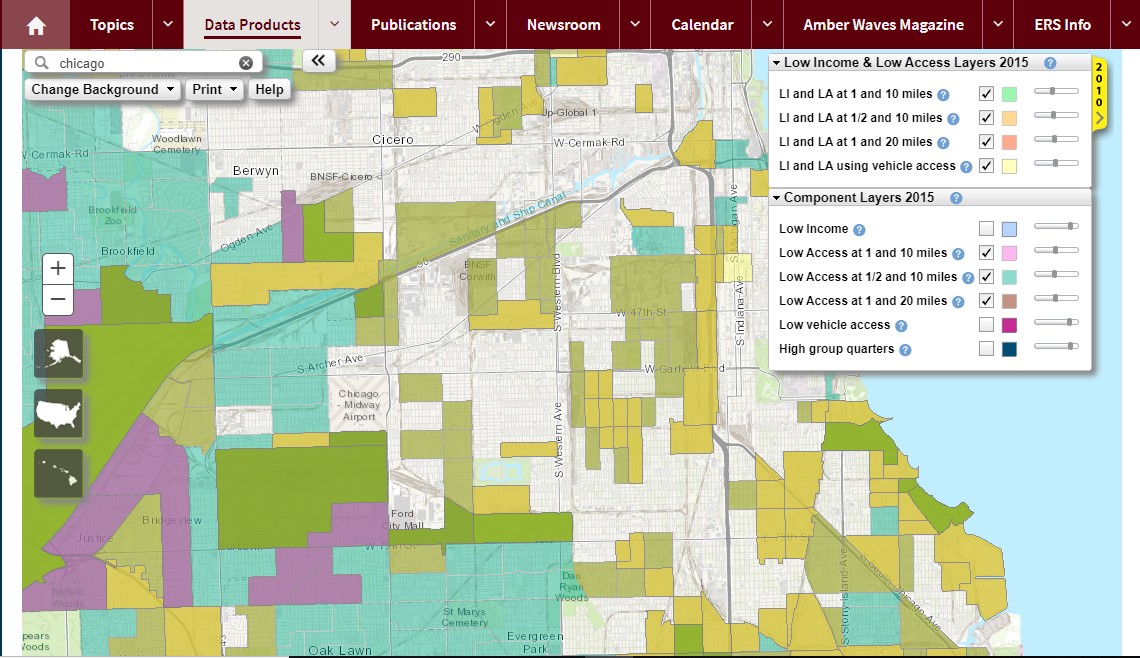 Topics
Data Products
Publications
Newsroom
Calendar
Amber Waves Magazine
ERS Info
chicago
Change Background
Print
Help
Low Income & Low Access Layers 2015
LI and LA at 1 and 10 miles
LI and LA at 1/2 and 10 miles
LI and LA at 1 and 20 miles
LI and LA using vehicle access
2010
Component Layers 2015
Low Income
Low Access at 1 and 10 miles
Low Access at 1/2 and 10 miles
Low Access at 1 and 20 miles
Low vehicle access
High group quarters
290
W Ogden Ave
Up-Global 1
Cicero
W Cermak-Rd
Woodlawn
Cemetery
W Cermak-Rd
Berwyn
BNSF-Cicero
Brookfield
Zoo
Ogden Ave
Sanitary and Ship Canal
Brookfield
BNSF
Corwith
S Western Blvd
S Indiana Ave
W 47th St
S Archer Ave
W Garfield Blvd
Chicago
- Midway
Airport
S Western Ave
Ford
City Mall
Bridgeview
Justice
W 79th St
E 79th St
S Stony Island Ave
S South Chicago Ave
Dan
Ryan
Woods
St Marys
Cemetery
Evergreen
Park
Oak Lawn